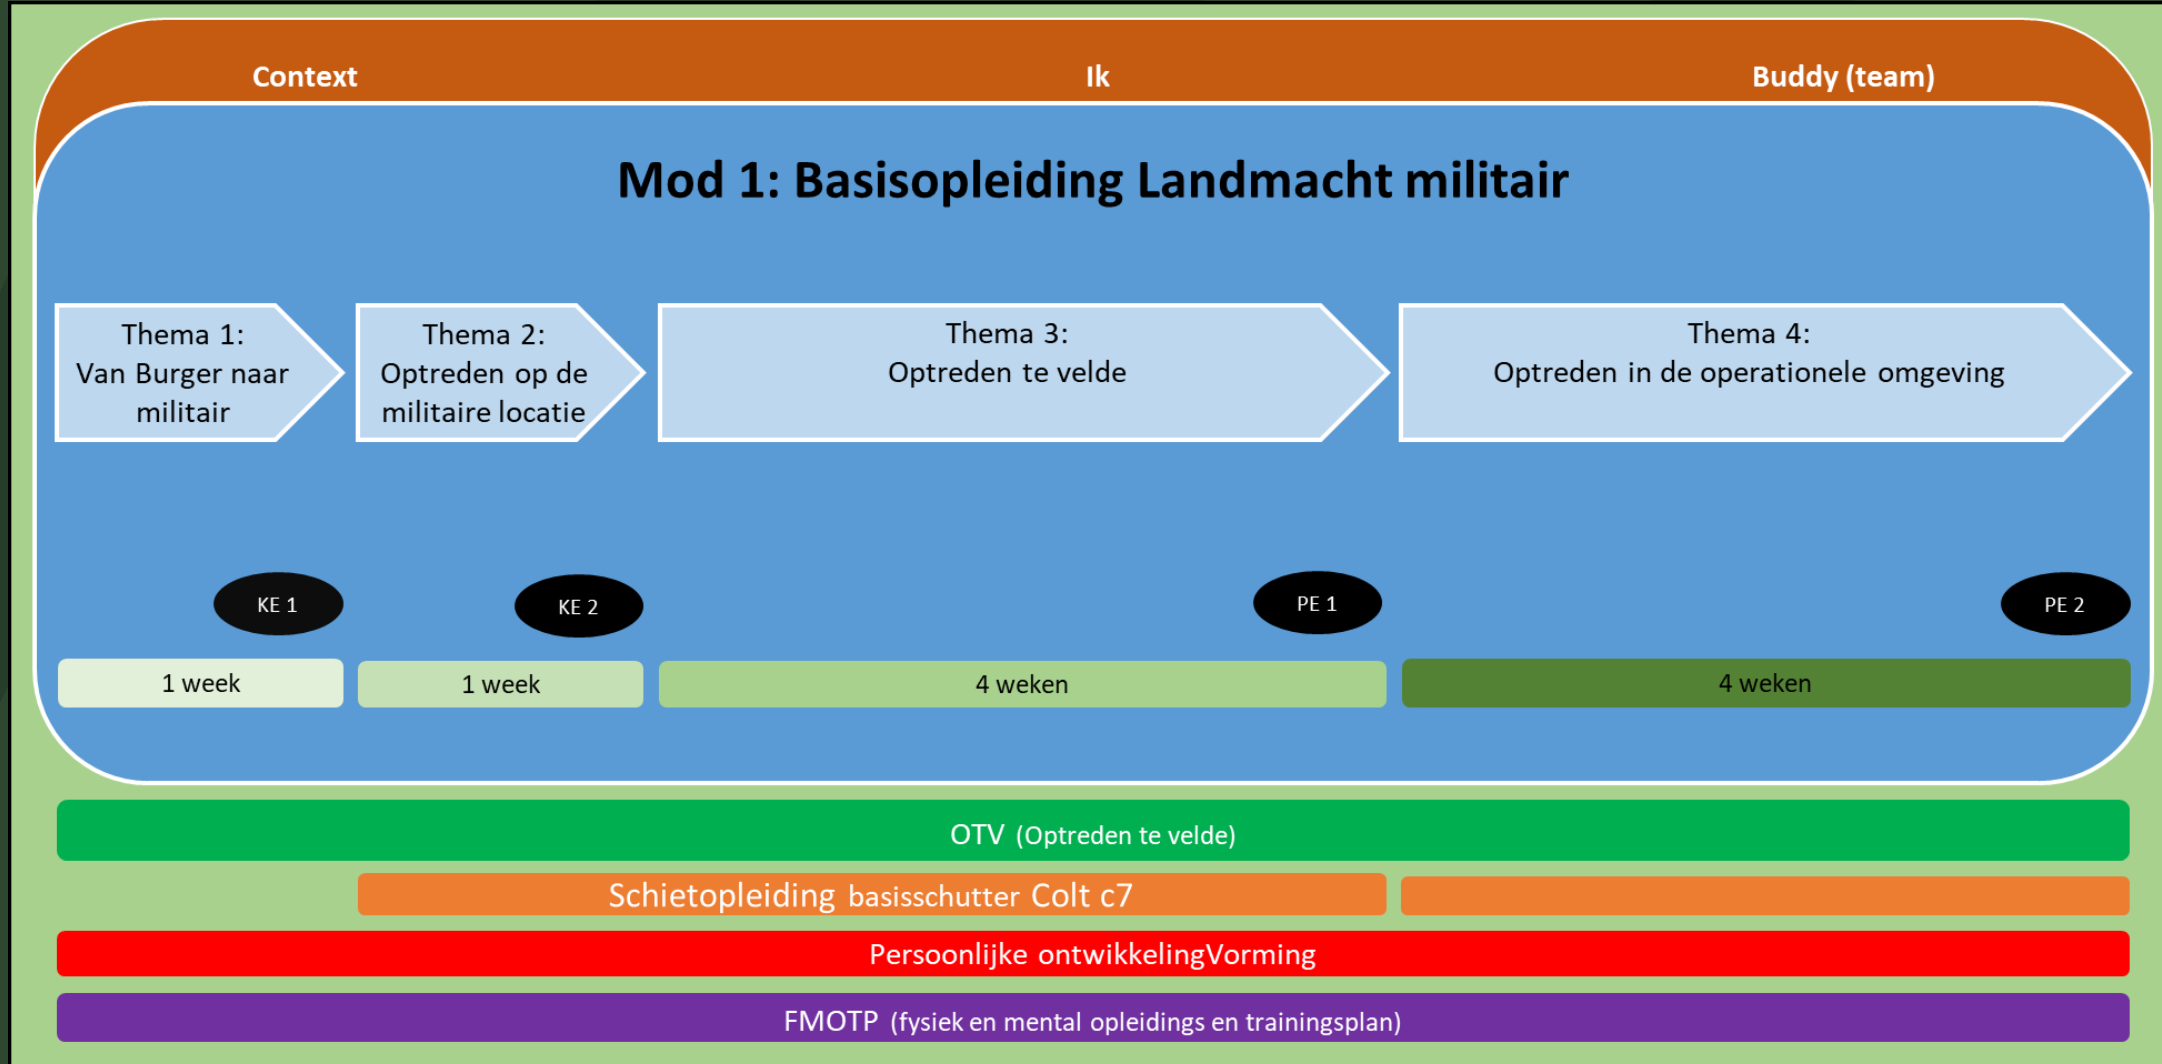 Context
Ik
Buddy (team)
Mod 1: Basisopleiding Landmacht militair
Thema 1:
Van Burger naar
militair
Thema 2:
Optreden op de
militaire locatie
Thema 3:
Optreden te velde
Thema 4:
Optreden in de operationele omgeving
KE 1
KE 2
PE 1
PE 2
1 week
1 week
4 weken
4 weken
OTV (Optreden te velde)
Schietopleiding basisschutter Colt c7
Persoonlijke ontwikkelingVorming
FMOTP (fysiek en mental opleidings en trainingsplan)